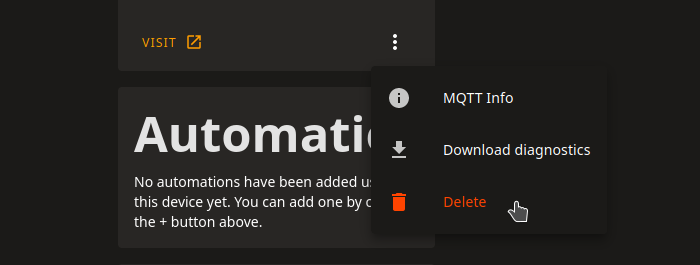 VISIT
MQTT Info
Automatic
Download diagnostics
No automations have been added
this device yet. You can add one by
the + button above.
Delete